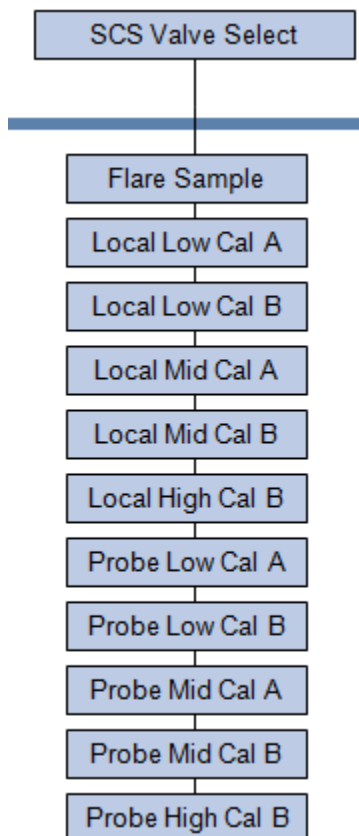 SCS Valve Select
Flare Sample
Local Low Cal A
Local Low Cal B
Local Mid Cal A
Local Mid Cal B
Local High Cal B
Probe Low Cal A
Probe Low Cal B
Probe Mid Cal A
Probe Mid Cal B
Probe High Cal B